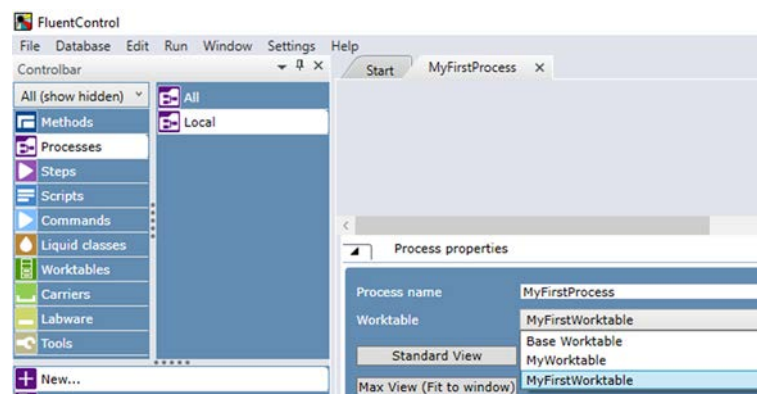 FluentControl
File Database Edit Run Window Settings Help
Controlbar
Start MyFirstProcess
All (show hidden)
All
Methods
Local
Processes
Steps
Scripts
Commands
Liquid classes
Process properties
Worktables
Carriers
Process name MyFirstProcess
Labware
Worktable MyFirstWorktable
Tools
Base Worktable
Standard View
MyWorktable
New...
Max View (Fit to window)
MyFirstWorktable